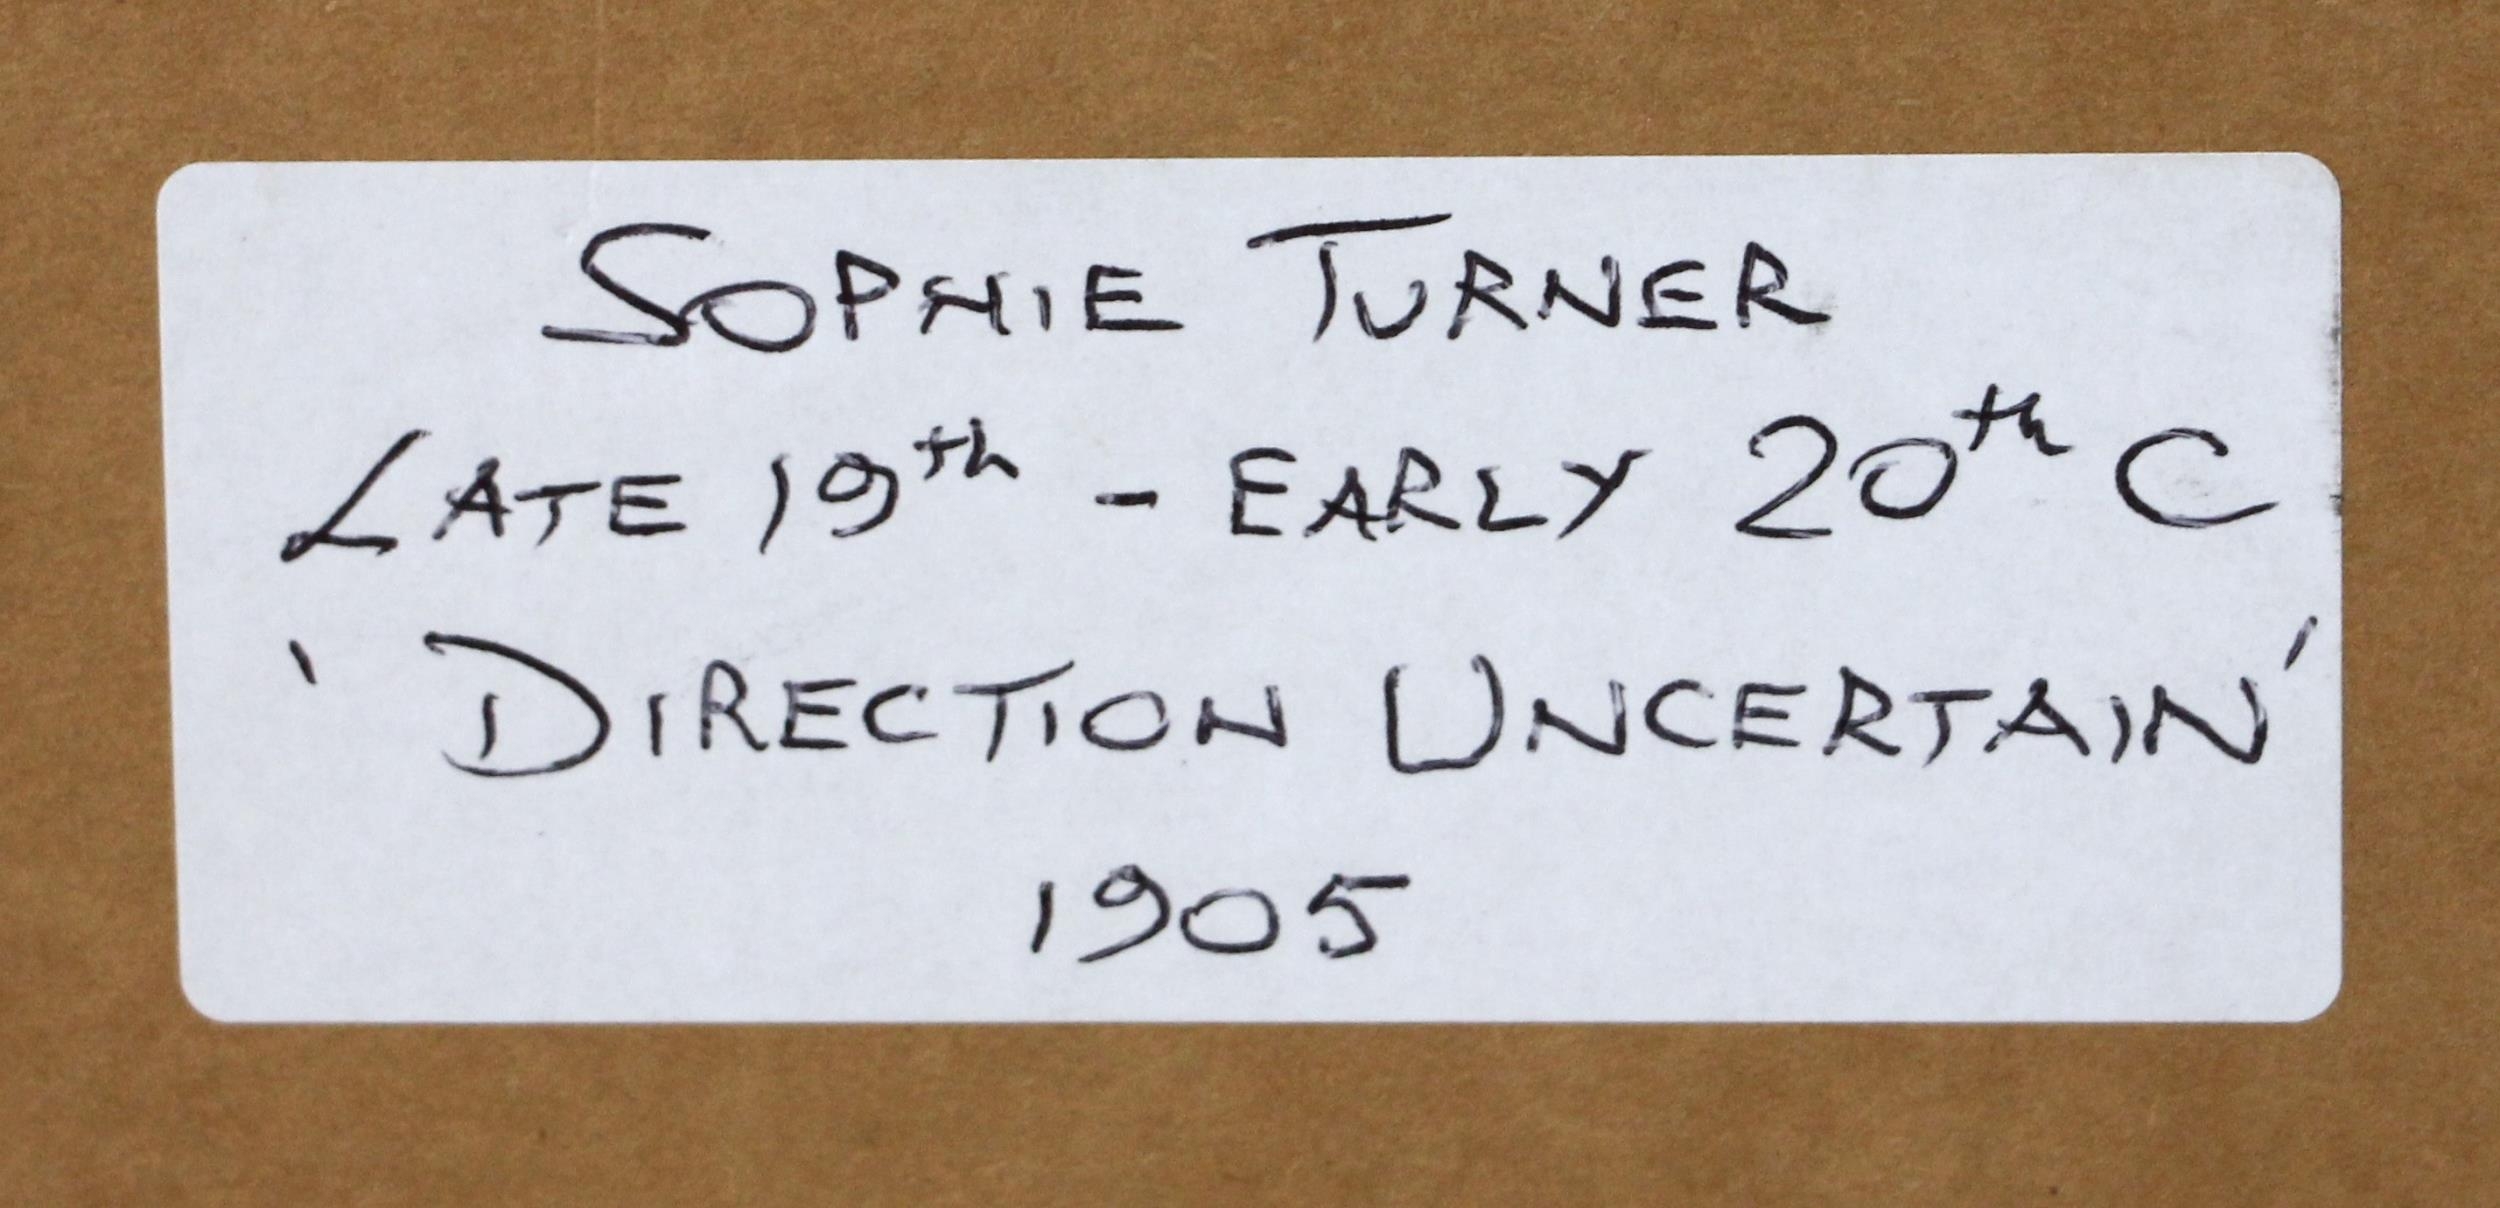 SOPHIE TURNER
LATE 19th - EARLY 20th C
'DIRECTION UNCERTAIN'
1905